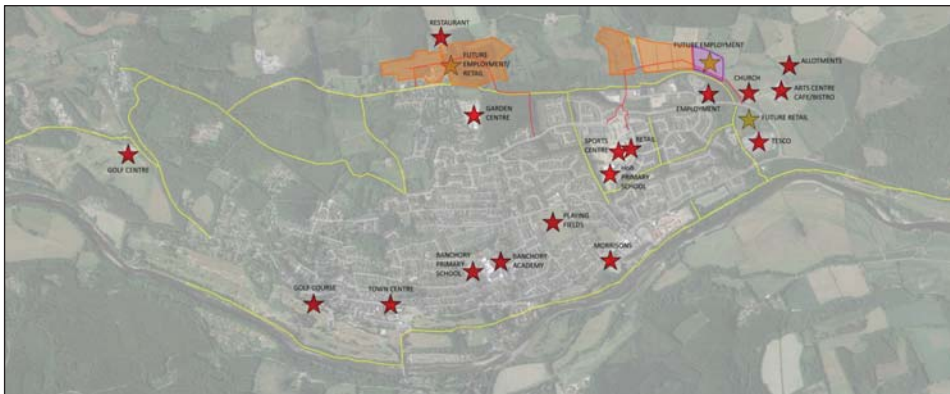 RESTAURANT
FUTURE
EMPLOYMENT/
RETAIL
FUTURE EMPLOYMENT
ALLOTMENTS
CHURCH
ARTS CENTRE
CAFE/BISTRO
EMPLOYMENT
GARDEN
CENTRE
FUTURE RETAIL
TESCO
SPORTS
CENTRE
RETAIL
GOLF CENTRE
PRIMARY
SCHOOL
PLAYING
FIELDS
MORRISONS
BANCHORY
PRIMARY
SCHOOL
BANCHORY
ACADEMY
GOLF COURSE
TOWN CENTRE